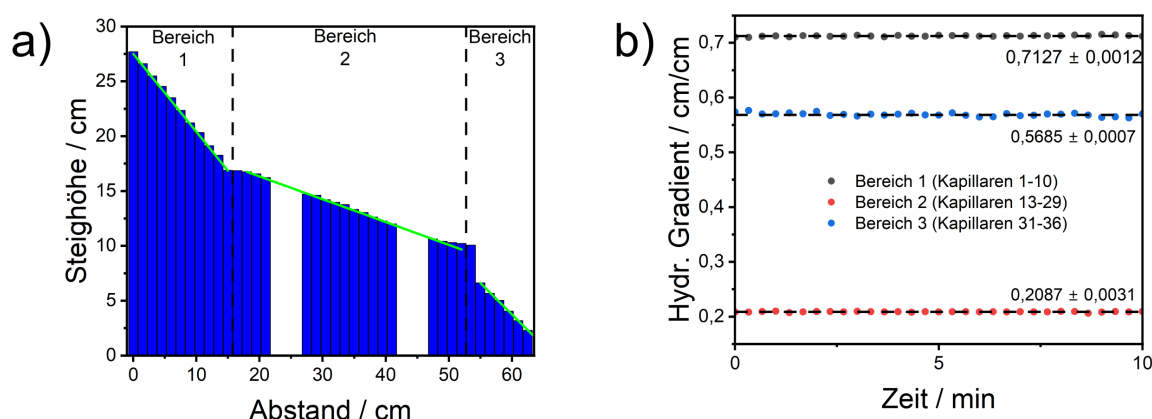 a)
Steighöhe / cm
30
25
20
15
10
5
0
Bereich
1
Bereich
2
Bereich
3
0 10 20 30 40 50 60
Abstand / cm
b)
Hydr. Gradient / cm/cm
0,7
0,6
0,5
0,4
0,3
0,2
0,7127 ± 0,0012
0,5685 ± 0,0007
Bereich 1 (Kapillaren 1-10)
Bereich 2 (Kapillaren 13-29)
Bereich 3 (Kapillaren 31-36)
0,2087 ± 0,0031
0 5 10
Zeit / min